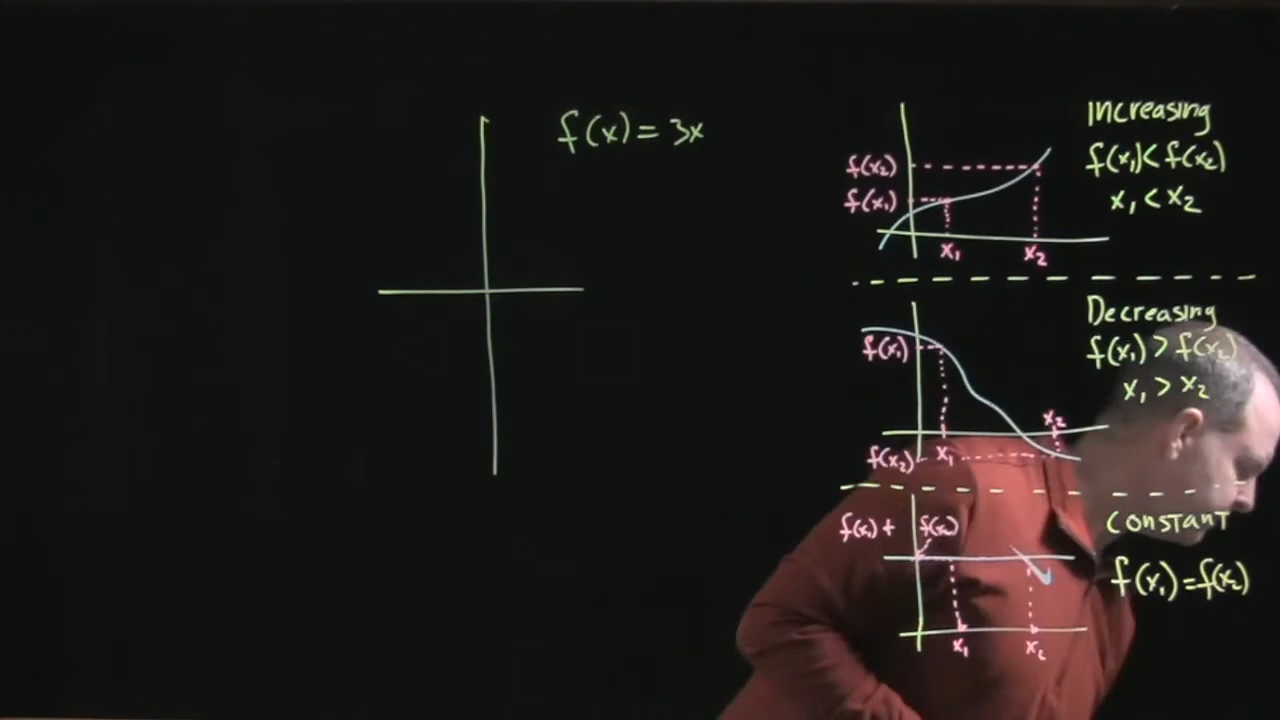 f(x) = 3x
Increasing
f(x₁) < f(x₂)
x₁ < x₂
f(x₂)
f(x₁)
x₁ x₂
Decreasing
f(x₁) > f(x₂)
x₁ > x₂
f(x₁)
x₂
f(x₂) x₁
Constant
f(x₁) = f(x₂)
f(x₁) + f(x₂)
x₁ x₂